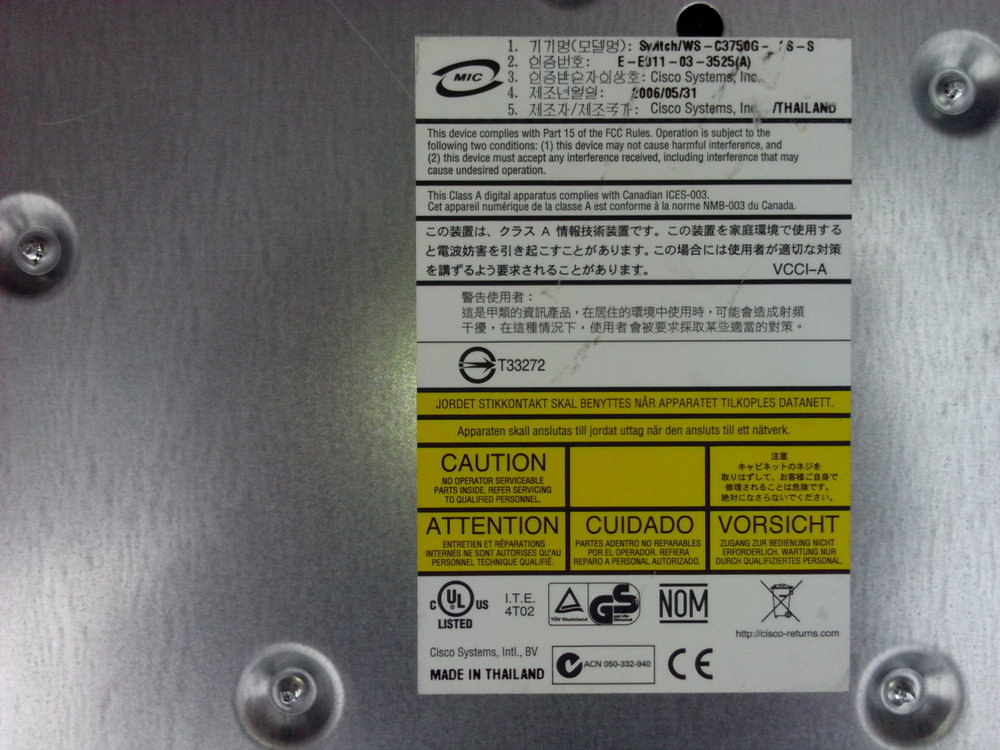 MIC
1. 기기명(모델명): Switch/WS-C3750G- S-S
2. 인증번호: E-E011-03-3525(A)
3. 인증받은자의상호: Cisco Systems, Inc.
4. 제조년월일: 2006/05/31
5. 제조자/제조국가: Cisco Systems, Inc. /THAILAND
This device complies with Part 15 of the FCC Rules. Operation is subject to the
following two conditions: (1) this device may not cause harmful interference, and
(2) this device must accept any interference received, including interference that may
cause undesired operation.
This Class A digital apparatus complies with Canadian ICES-003.
Cet appareil numérique de la classe A est conforme à la norme NMB-003 du Canada.
この装置は、クラス A 情報技術装置です。この装置を家庭環境で使用する
と電波妨害を引き起こすことがあります。この場合には使用者が適切な対策
を講ずるよう要求されることがあります。 VCCI-A
警告使用者：
這是甲類的資訊產品，在居住的環境中使用時，可能會造成射頻
干擾，在這種情況下，使用者會被要求採取某些適當的對策。
T33272
JORDET STIKKONTAKT SKAL BENYTTES NÅR APPARATET TILKOPLES DATANETT.
Apparaten skall anslutas till jordat uttag när den ansluts till ett nätverk.
CAUTION
NO OPERATOR SERVICEABLE
PARTS INSIDE. REFER SERVICING
TO QUALIFIED PERSONNEL.
注意
キャビネットのネジを
取りはずして、お客様ご自身で
修理されることは危険です。
絶対になさらないでください。
ATTENTION
ENTRETIEN ET RÉPARATIONS
INTERNES NE SONT AUTORISES QU'AU
PERSONNEL TECHNIQUE QUALIFIÉ.
CUIDADO
PARTES ADENTRO NO REPARABLES
POR EL OPERADOR. REFIERA
REPARO A PERSONAL AUTORIZADO.
VORSICHT
ZUGANG ZUR BEDIENUNG NICHT
ERFORDERLICH. WARTUNG NUR
DURCH QUALIFIZIERTES PERSONAL.
C UL US
LISTED
I.T.E.
4T02
TÜV Rheinland
GS
NOM
http://cisco-returns.com
Cisco Systems, Intl., BV
MADE IN THAILAND
ACN 050-332-940
CE